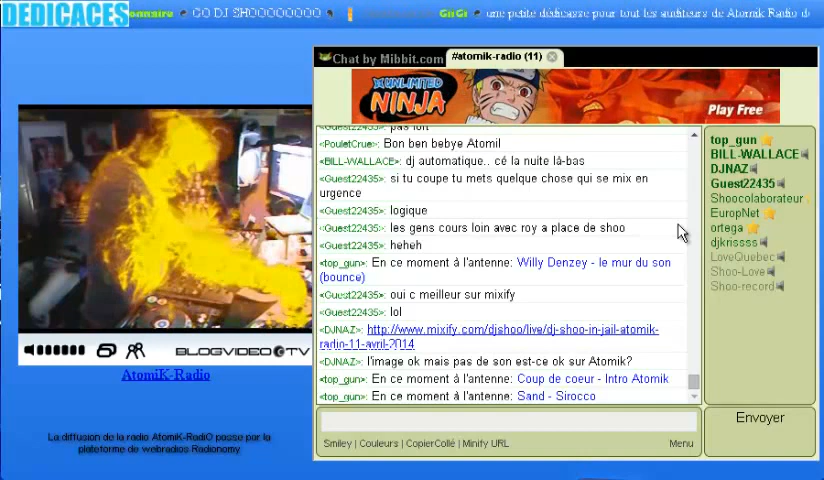 DEDICACES
onnaire GO DJ SHOOOOOOOO GiiGi une petite dédicasse pour tout les auditeurs de Atomik Radio d
Chat by Mibbit.com #atomik-radio (11)
UNLIMITED
NINJA
Play Free
<Guest22435>: pas loin
<PouletCrue>: Bon ben bebye Atomil
<BILL-WALLACE>: dj automatique.. cé la nuite là-bas
<Guest22435>: si tu coupe tu mets quelque chose qui se mix en
urgence
<Guest22435>: logique
<Guest22435>: les gens cours loin avec roy a place de shoo
<Guest22435>: heheh
<top_gun>: En ce moment à l'antenne: Willy Denzey - le mur du son
(bounce)
<Guest22435>: oui c meilleur sur mixify
<Guest22435>: lol
<DJNAZ>: http://www.mixify.com/djshoo/live/dj-shoo-in-jail-atomik-
radio-11-avril-2014
<DJNAZ>: l'image ok mais pas de son est-ce ok sur Atomik?
<top_gun>: En ce moment à l'antenne: Coup de coeur - Intro Atomik
<top_gun>: En ce moment à l'antenne: Sand - Sirocco
top_gun
BILL-WALLACE
DJNAZ
Guest22435
Shoocolaborateur
EuropNet
ortega
djkrissss
LoveQuebec
Shoo-Love
Shoo-record
Envoyer
Smiley | Couleurs | CopierCollé | Minify URL
Menu
BLOGVIDEO TV
AtomiK-Radio
La diffusion de la radio AtomiK-RadiO passe par la
plateforme de webradios Radionomy